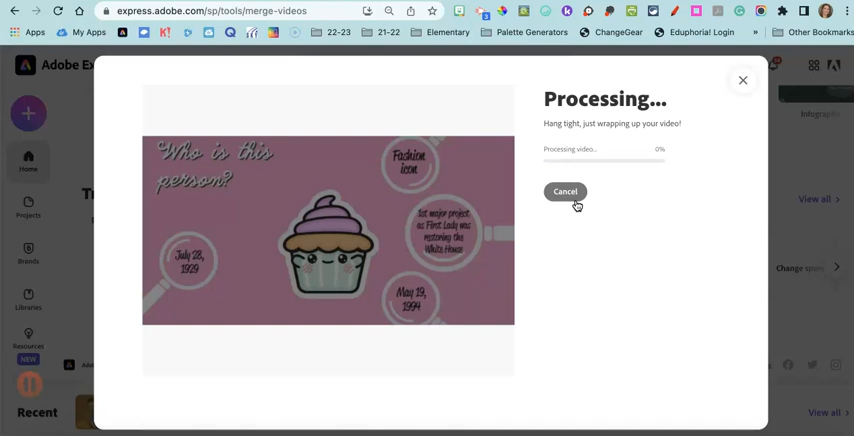 express.adobe.com/sp/tools/merge-videos
Apps
My Apps
22-23
21-22
Elementary
Palette Generators
ChangeGear
Eduphoria! Login
»
Other Bookmarks
Adobe Ex
Home
Projects
Brands
Libraries
Resources
NEW
Recent
Infographic
View all
View all
Processing...
Hang tight, just wrapping up your video!
Processing video... 0%
Cancel
Who is this
person?
Fashion
icon
1st major project
as First Lady was
restoring the
White House
July 28,
1929
May 19,
1994